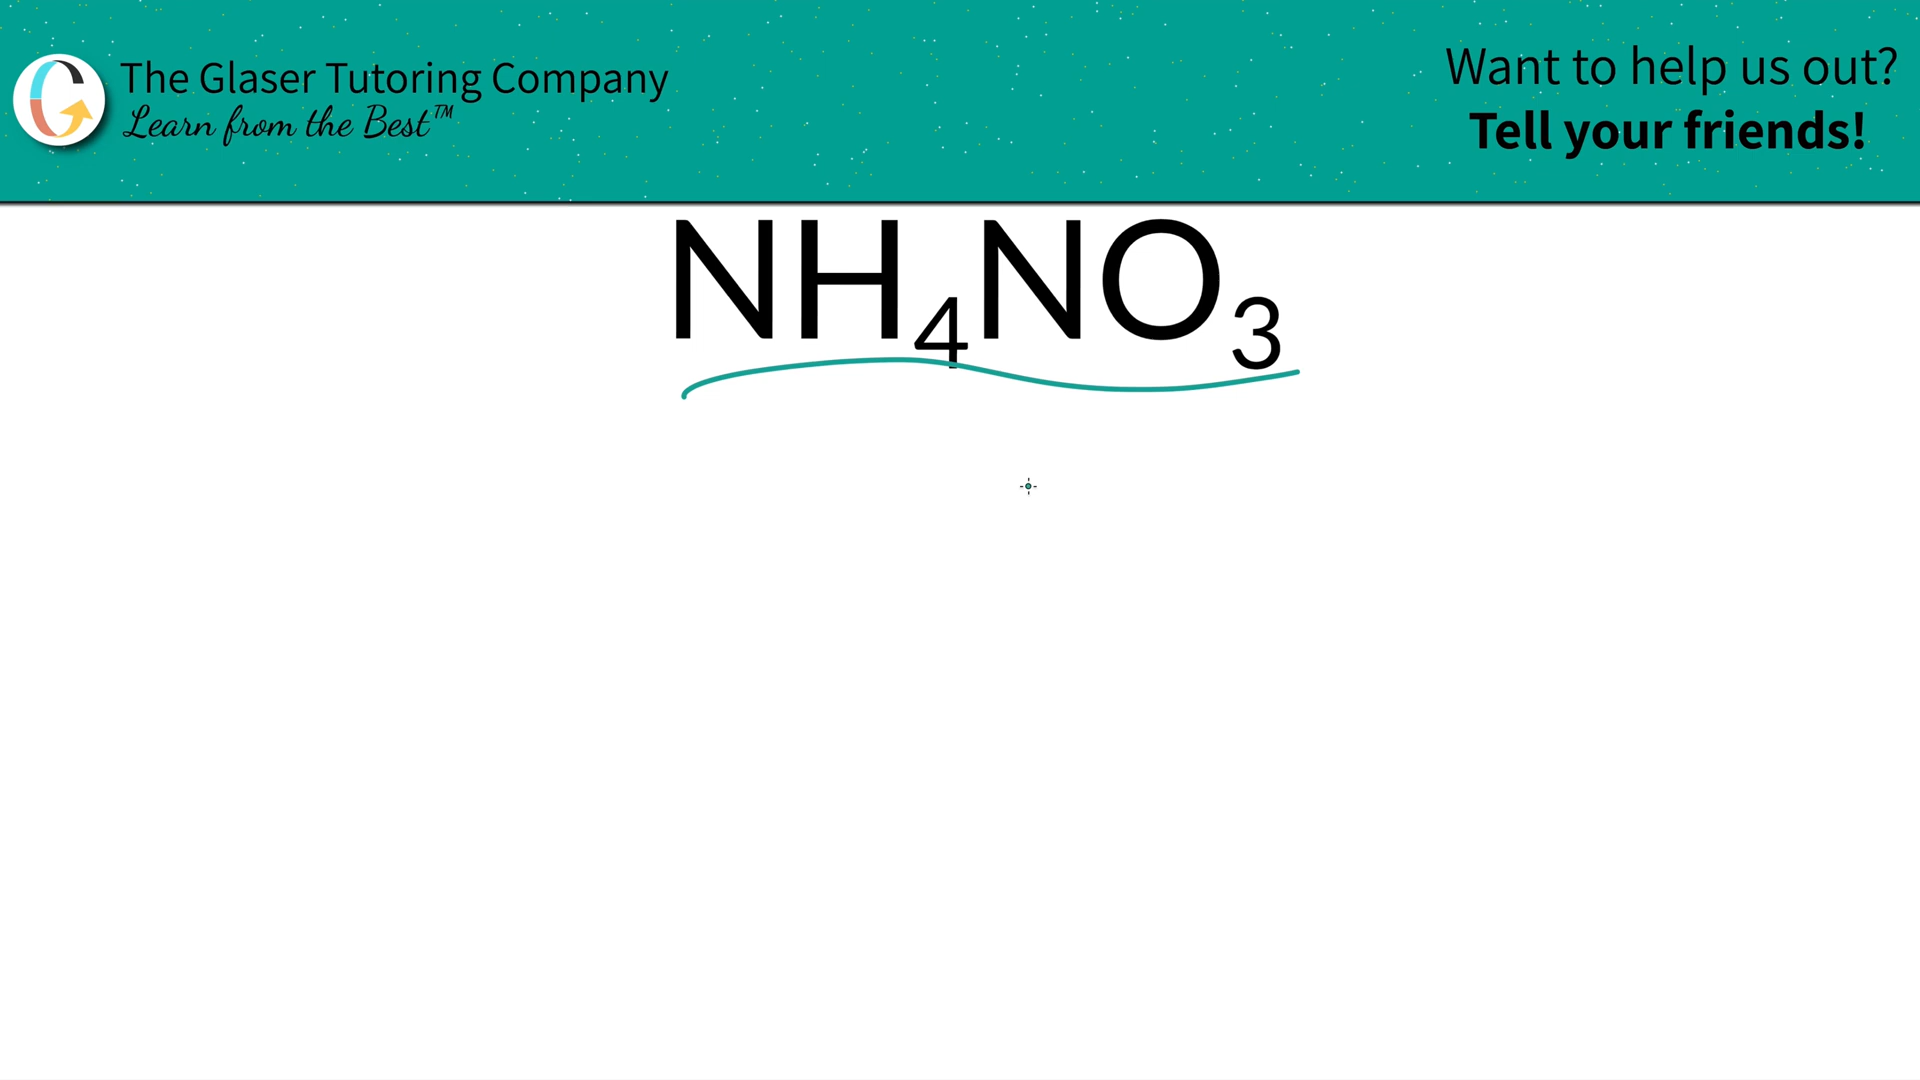 The Glaser Tutoring Company
Learn from the Best™
Want to help us out?
Tell your friends!
NH₄NO₃